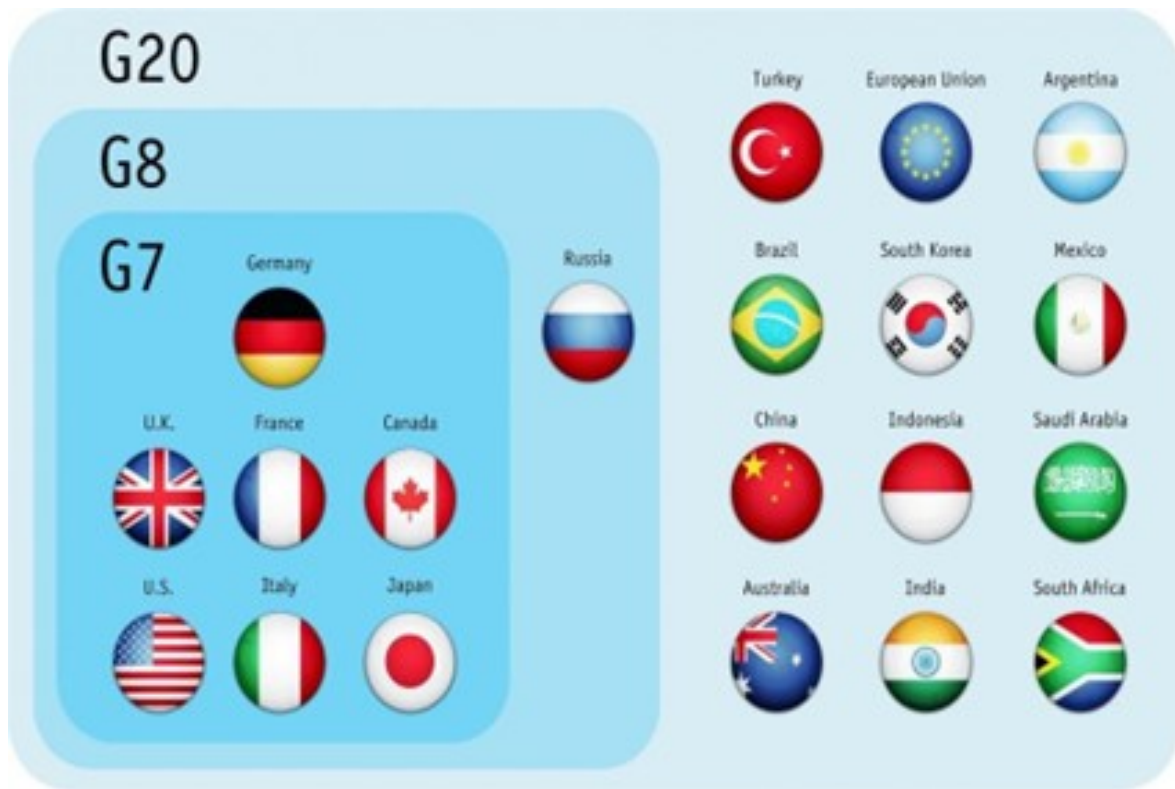 G20
G8
G7
Germany
Russia
U.K.
France
Canada
U.S.
Italy
Japan
Turkey
European Union
Argentina
Brazil
South Korea
Mexico
China
Indonesia
Saudi Arabia
Australia
India
South Africa